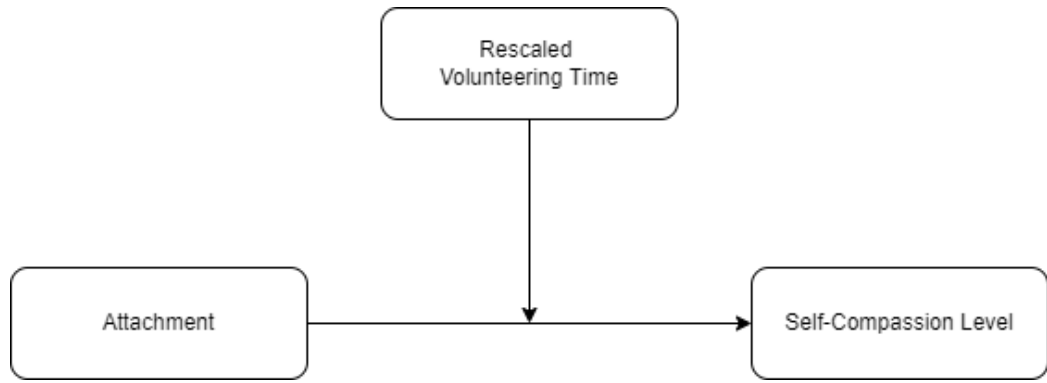 Rescaled
Volunteering Time
Attachment
Self-Compassion Level